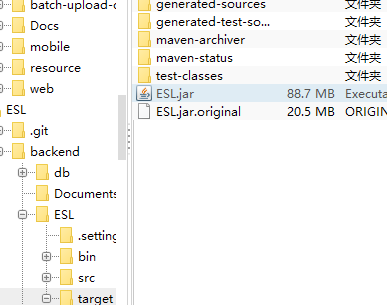 batch-upload-
Docs
mobile
resource
web
ESL
.git
backend
db
Documents
ESL
.setting
bin
src
target
generated-sources 文件夹
generated-test-so... 文件夹
maven-archiver 文件夹
maven-status 文件夹
test-classes 文件夹
ESL.jar 88.7 MB Executa
ESL.jar.original 20.5 MB ORIGIN